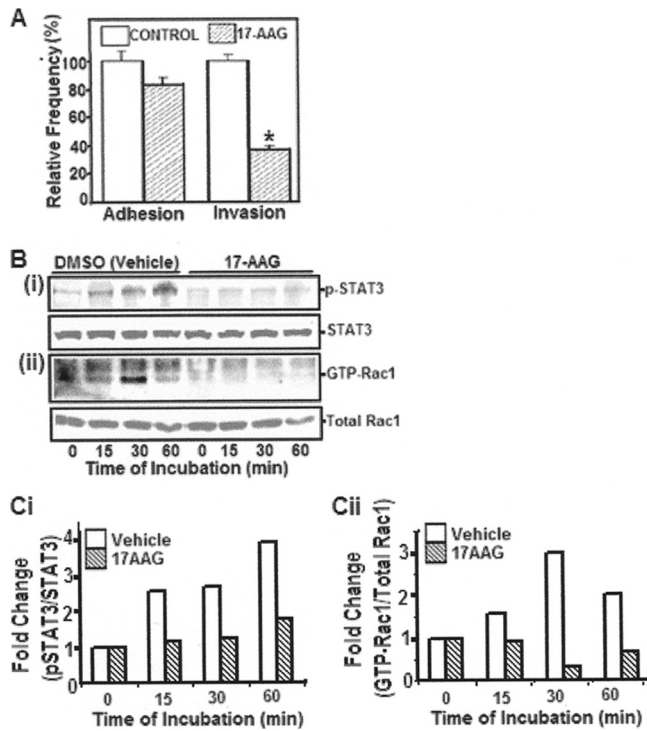 A
CONTROL 17-AAG
Relative Frequency (%)
100
80
60
40
20
0
*
Adhesion Invasion
B
DMSO (Vehicle) 17-AAG
(i)
p-STAT3
STAT3
(ii)
GTP-Rac1
Total Rac1
0 15 30 60 0 15 30 60
Time of Incubation (min)
Ci
Vehicle
17AAG
Fold Change
(pSTAT3/STAT3)
4
3
2
1
0 15 30 60
Time of Incubation (min)
Cii
Vehicle
17AAG
Fold Change
(GTP-Rac1/Total Rac1)
3
2
1
0
0 15 30 60
Time of Incubation (min)